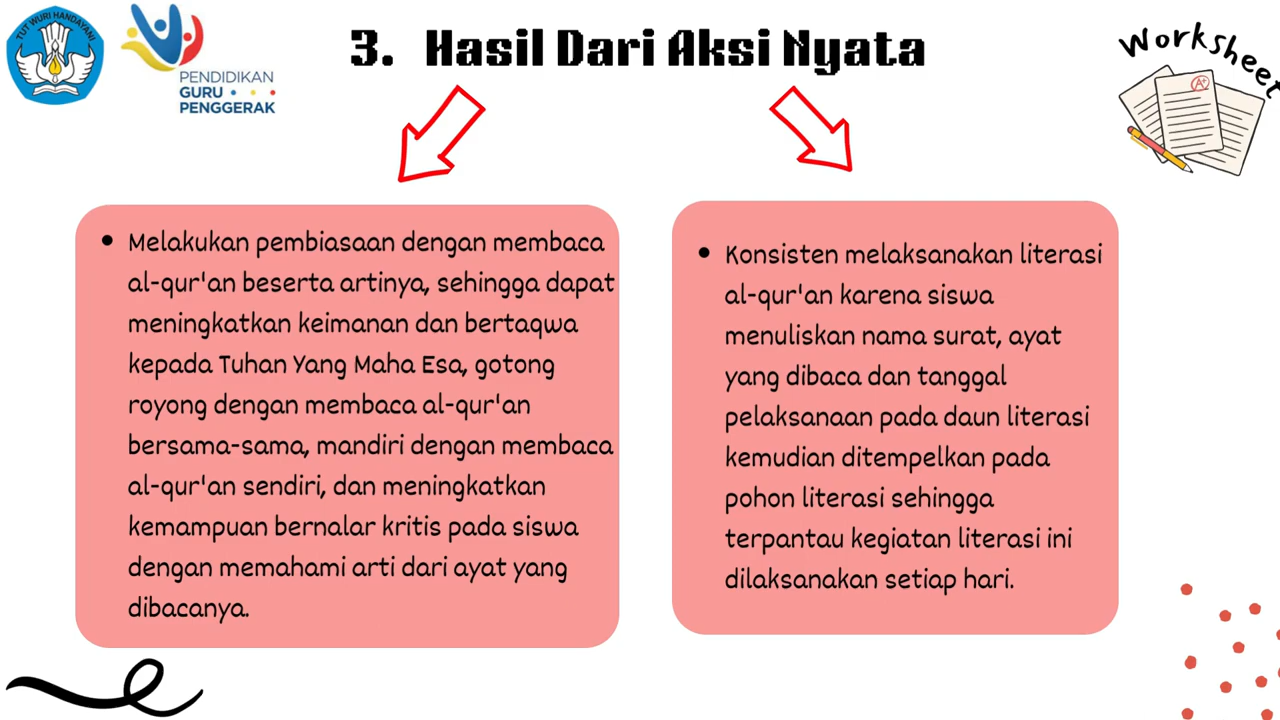 TUT WURI HANDAYANI
PENDIDIKAN
GURU
PENGGERAK
3. Hasil Dari Aksi Nyata
Worksheet
A+
• Melakukan pembiasaan dengan membaca
al-qur'an beserta artinya, sehingga dapat
meningkatkan keimanan dan bertaqwa
kepada Tuhan Yang Maha Esa, gotong
royong dengan membaca al-qur'an
bersama-sama, mandiri dengan membaca
al-qur'an sendiri, dan meningkatkan
kemampuan bernalar kritis pada siswa
dengan memahami arti dari ayat yang
dibacanya.
• Konsisten melaksanakan literasi
al-qur'an karena siswa
menuliskan nama surat, ayat
yang dibaca dan tanggal
pelaksanaan pada daun literasi
kemudian ditempelkan pada
pohon literasi sehingga
terpantau kegiatan literasi ini
dilaksanakan setiap hari.